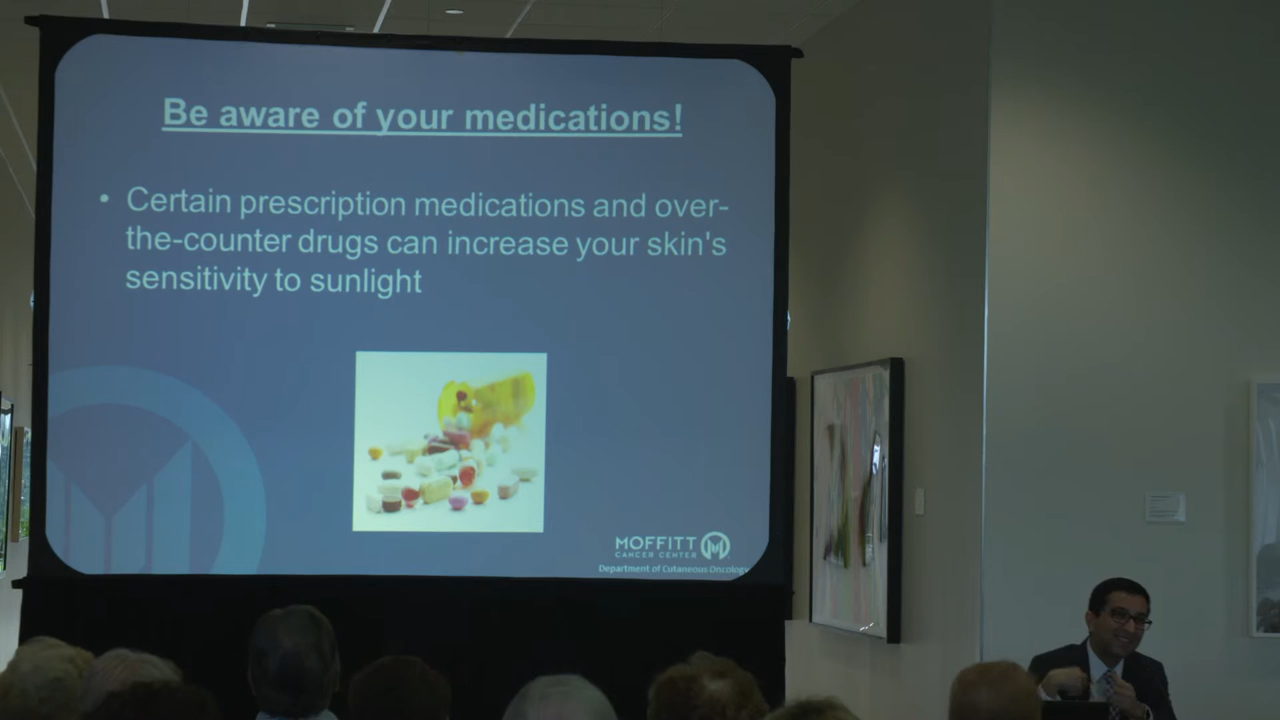 Be aware of your medications!
• Certain prescription medications and over-
the-counter drugs can increase your skin's
sensitivity to sunlight
MOFFITT
CANCER CENTER
Department of Cutaneous Oncology